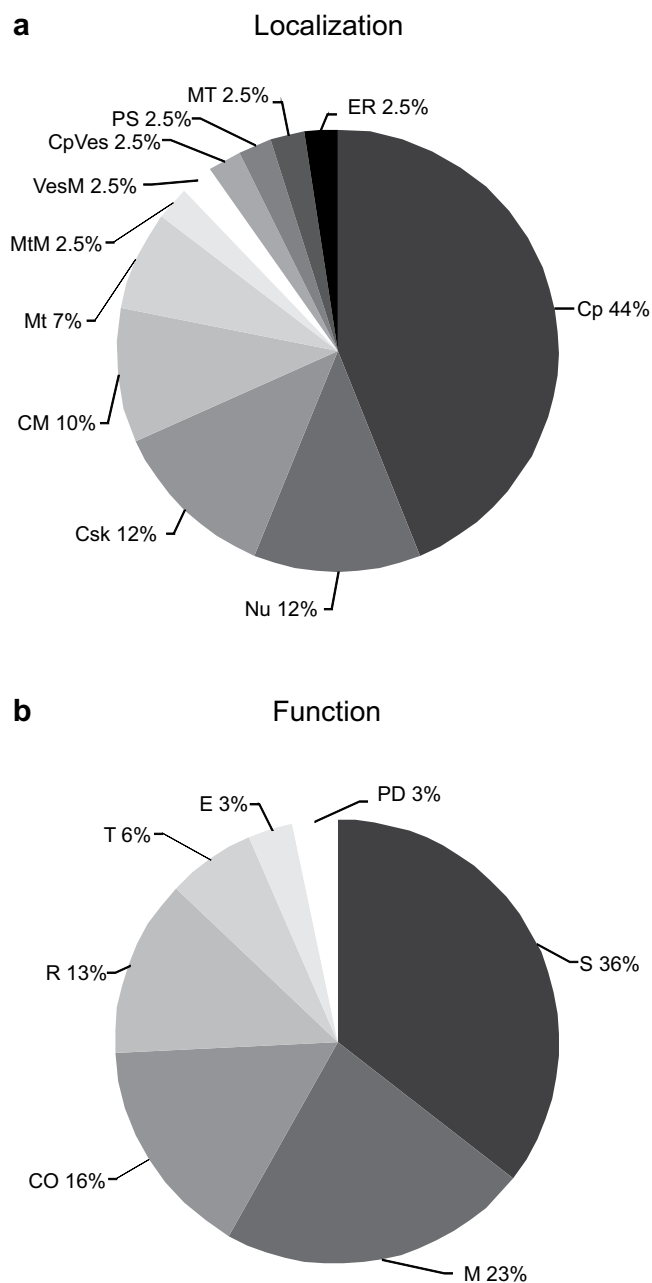 a
Localization
MT 2.5%
ER 2.5%
PS 2.5%
CpVes 2.5%
VesM 2.5%
MtM 2.5%
Cp 44%
Mt 7%
CM 10%
Csk 12%
Nu 12%
b
Function
PD 3%
E 3%
T 6%
S 36%
R 13%
CO 16%
M 23%